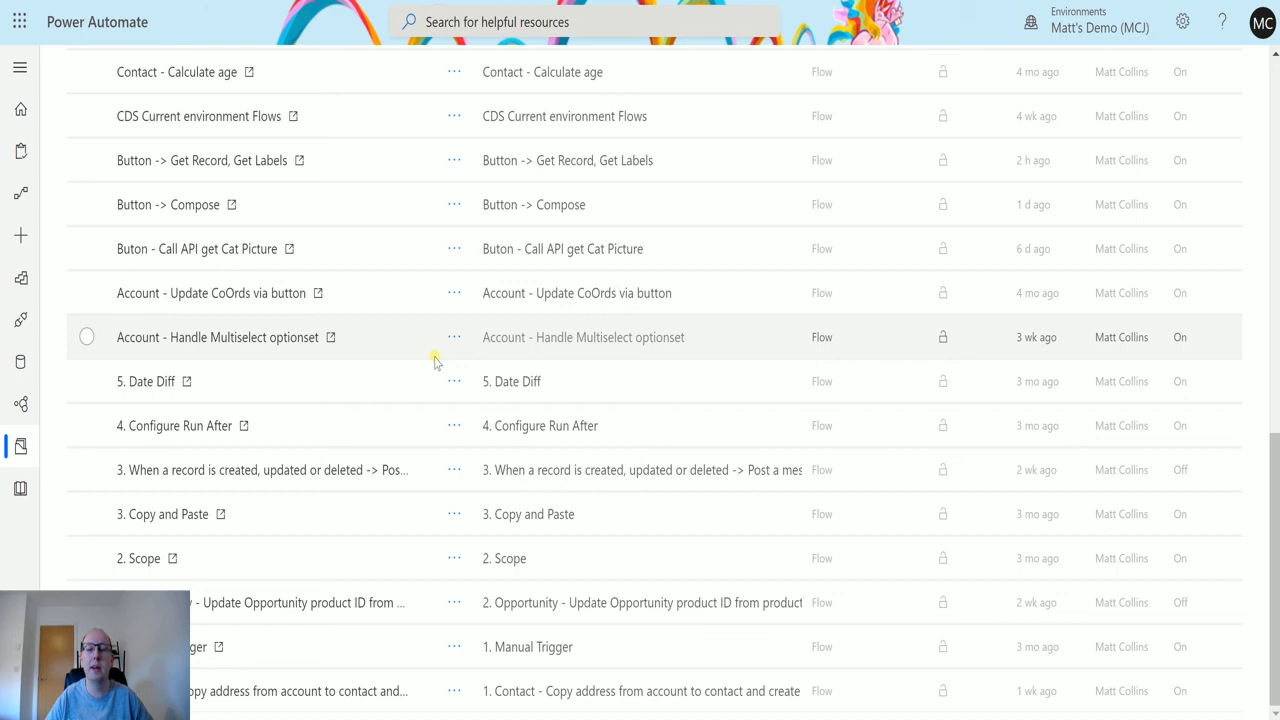 Power Automate
Search for helpful resources
Environments
Matt's Demo (MCJ)
MC
Contact - Calculate age ··· Contact - Calculate age Flow 4 mo ago Matt Collins On
CDS Current environment Flows ··· CDS Current environment Flows Flow 4 wk ago Matt Collins On
Button -> Get Record, Get Labels ··· Button -> Get Record, Get Labels Flow 2 h ago Matt Collins On
Button -> Compose ··· Button -> Compose Flow 1 d ago Matt Collins On
Buton - Call API get Cat Picture ··· Buton - Call API get Cat Picture Flow 6 d ago Matt Collins On
Account - Update CoOrds via button ··· Account - Update CoOrds via button Flow 4 mo ago Matt Collins On
Account - Handle Multiselect optionset ··· Account - Handle Multiselect optionset Flow 3 wk ago Matt Collins On
5. Date Diff ··· 5. Date Diff Flow 3 mo ago Matt Collins On
4. Configure Run After ··· 4. Configure Run After Flow 3 mo ago Matt Collins On
3. When a record is created, updated or deleted -> Pos... ··· 3. When a record is created, updated or deleted -> Post a mes Flow 2 wk ago Matt Collins Off
3. Copy and Paste ··· 3. Copy and Paste Flow 3 mo ago Matt Collins On
2. Scope ··· 2. Scope Flow 3 mo ago Matt Collins On
y - Update Opportunity product ID from ... ··· 2. Opportunity - Update Opportunity product ID from product Flow 2 wk ago Matt Collins Off
ger ··· 1. Manual Trigger Flow 3 mo ago Matt Collins On
opy address from account to contact and... ··· 1. Contact - Copy address from account to contact and create Flow 1 wk ago Matt Collins On